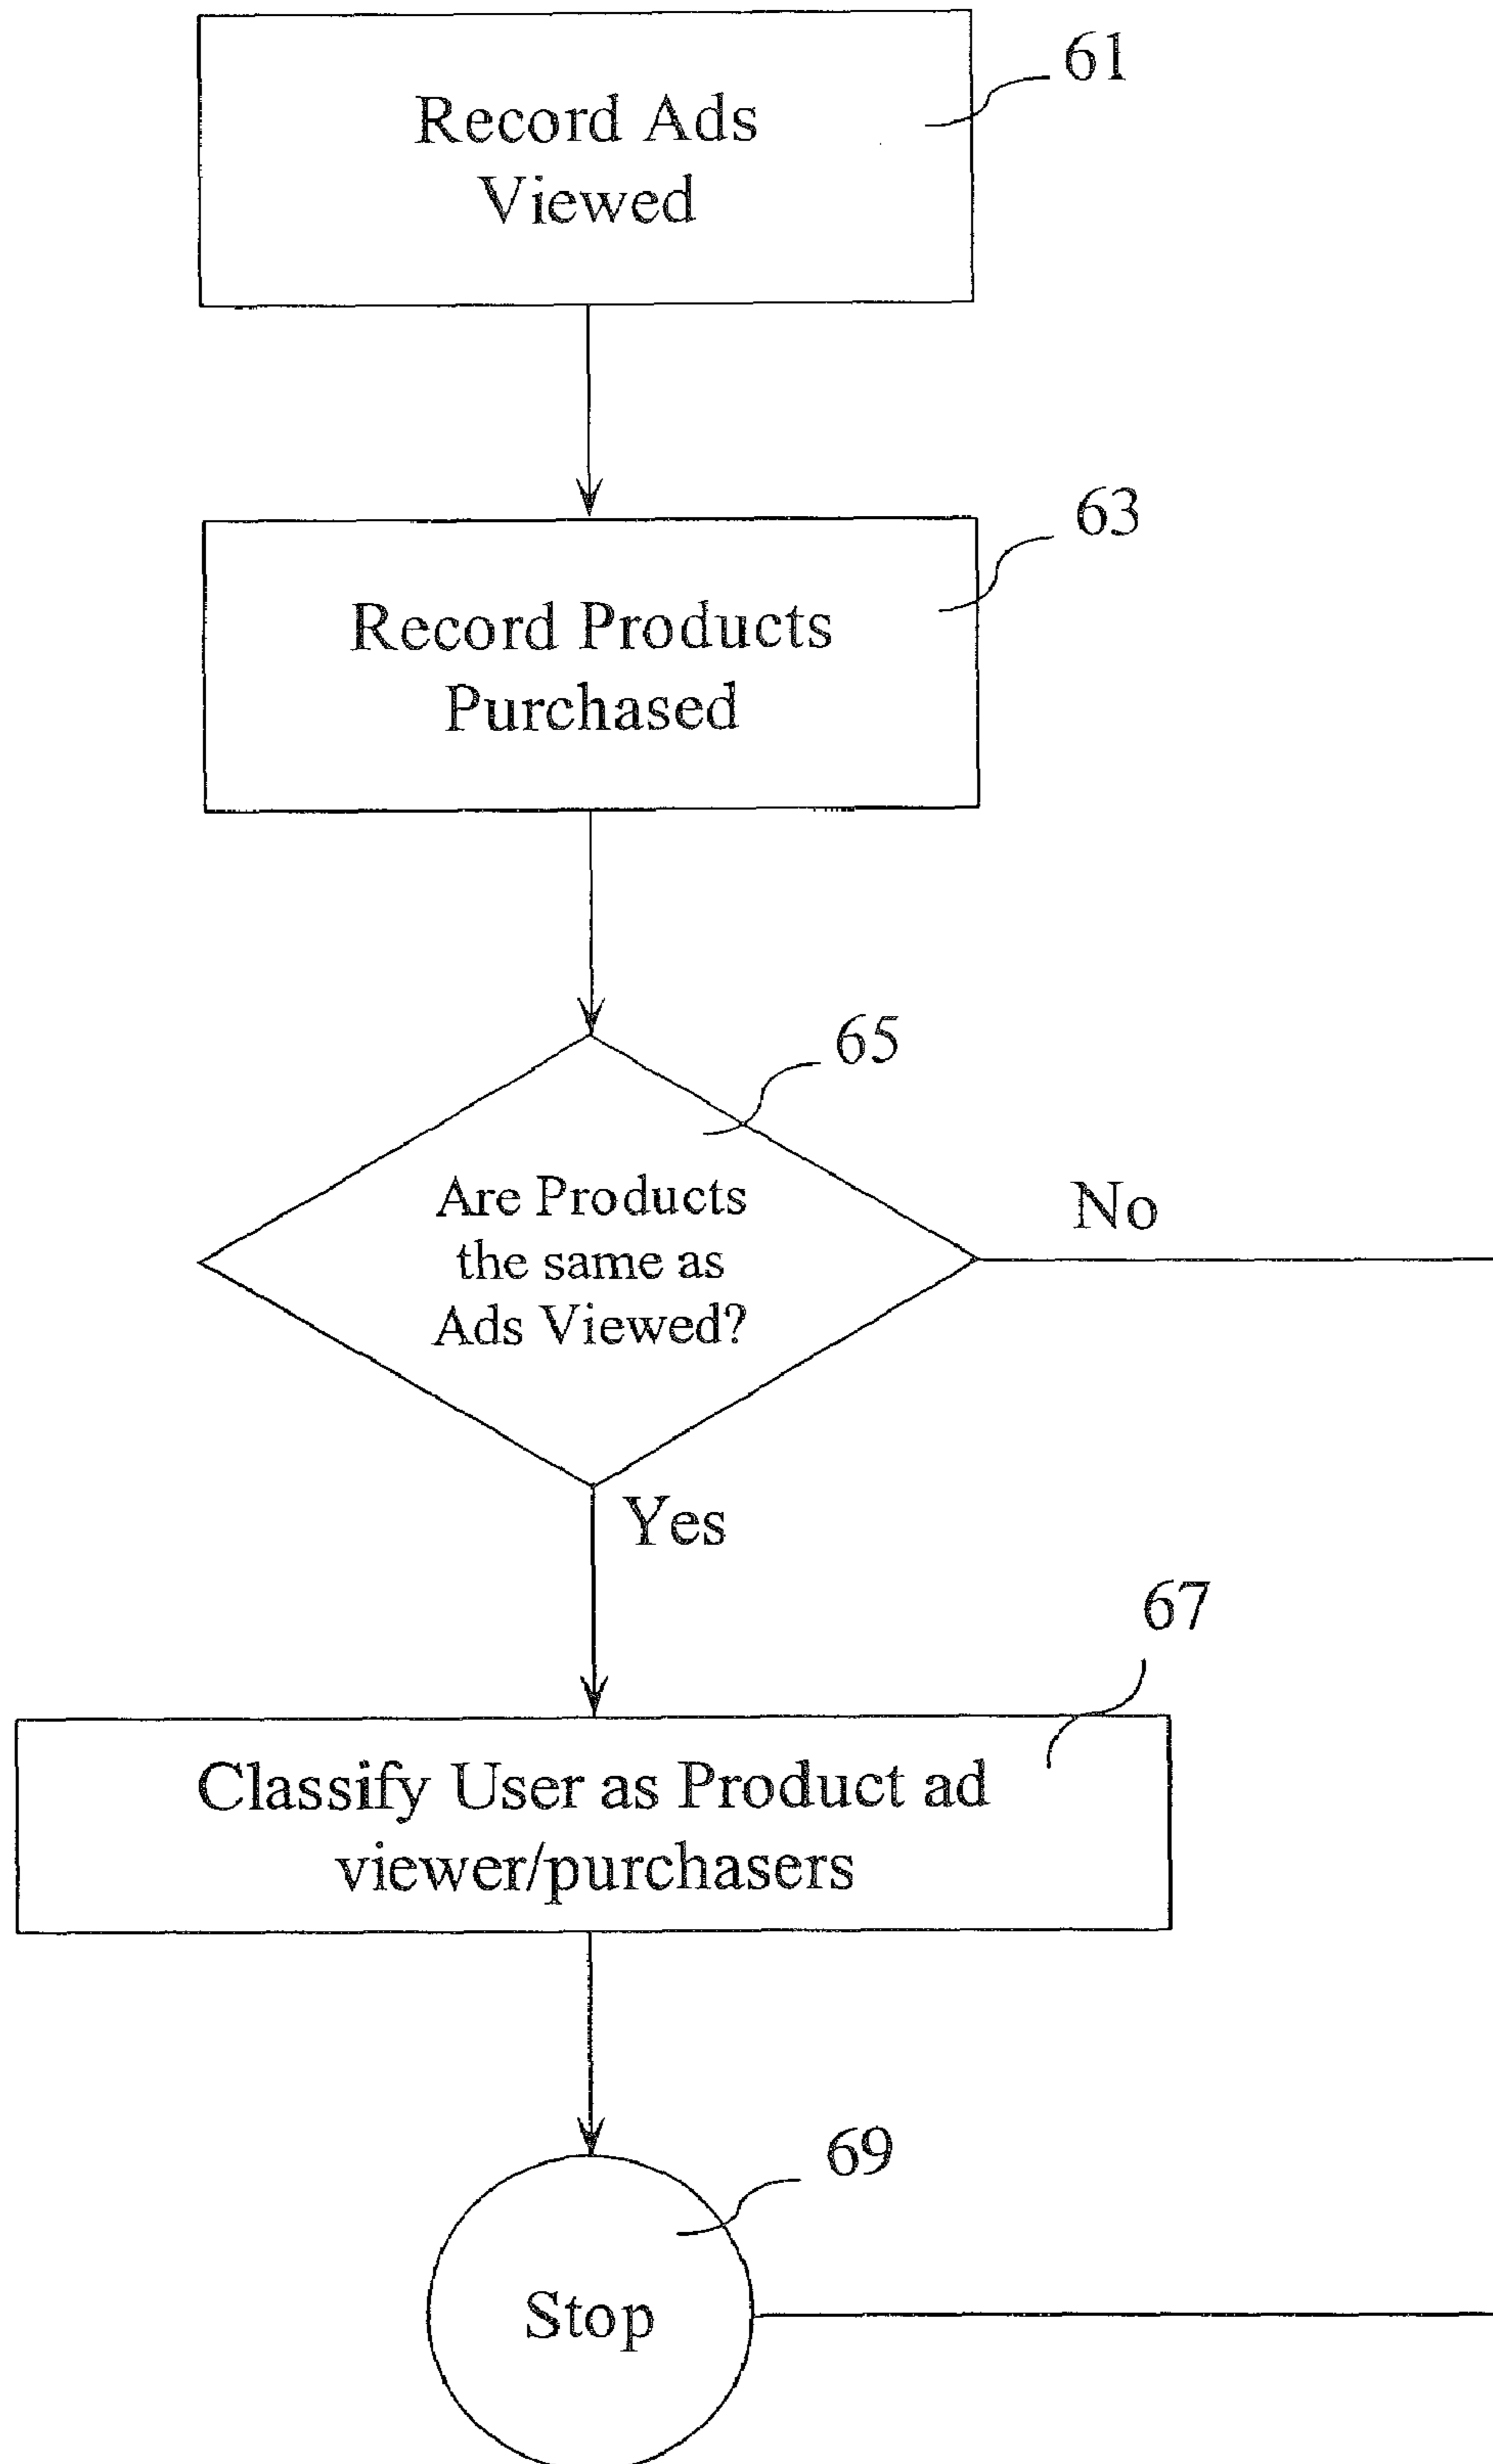 61
Record Ads
Viewed
63
Record Products
Purchased
65
Are Products
the same as
Ads Viewed?
No
Yes
67
Classify User as Product ad
viewer/purchasers
69
Stop